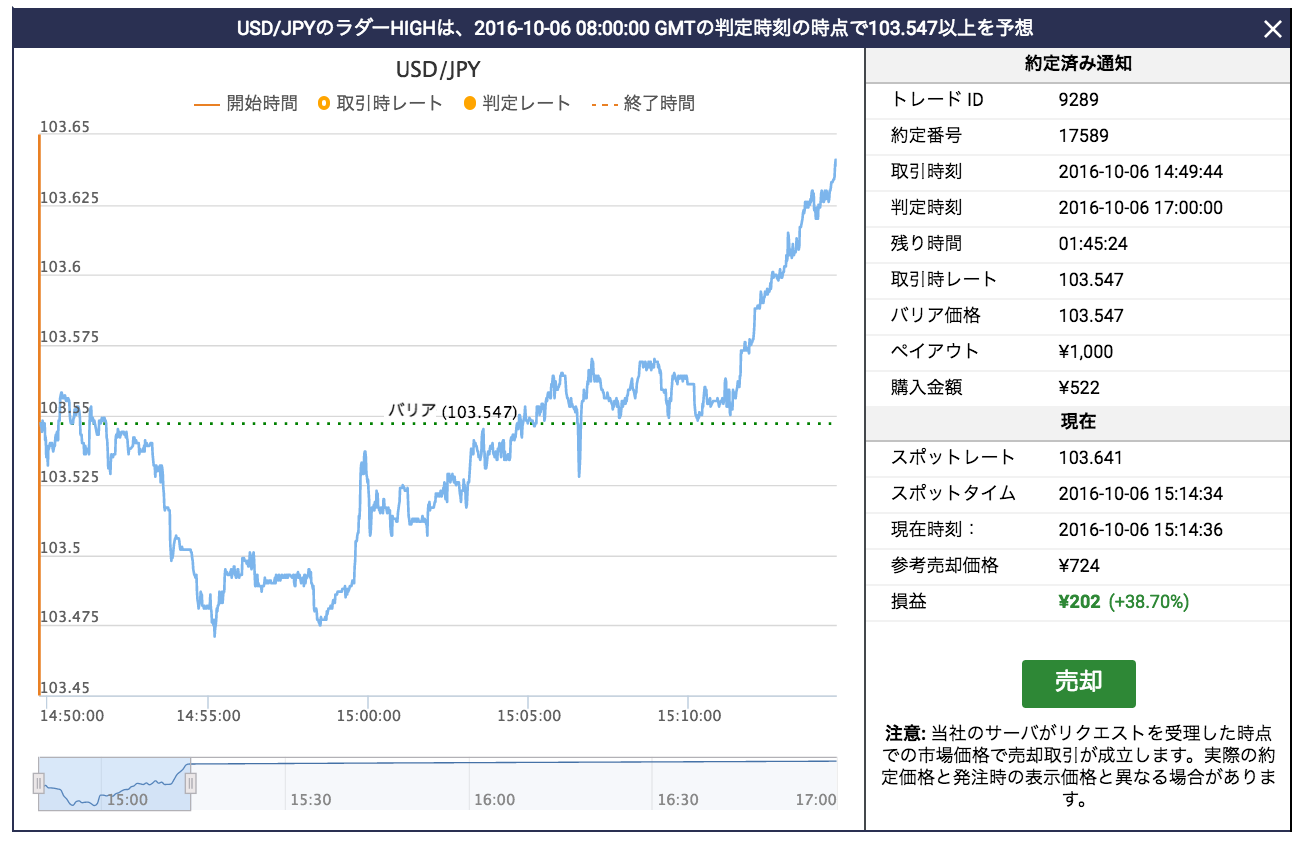 USD/JPYのラダーHIGHは、2016-10-06 08:00:00 GMTの判定時刻の時点で103.547以上を予想
USD/JPY
開始時間 取引時レート 判定レート 終了時間
103.65
103.625
103.6
103.575
103.55
バリア (103.547)
103.525
103.5
103.475
103.45
14:50:00 14:55:00 15:00:00 15:05:00 15:10:00
15:00 15:30 16:00 16:30 17:00
約定済み通知
トレード ID 9289
約定番号 17589
取引時刻 2016-10-06 14:49:44
判定時刻 2016-10-06 17:00:00
残り時間 01:45:24
取引時レート 103.547
バリア価格 103.547
ペイアウト ¥1,000
購入金額 ¥522
現在
スポットレート 103.641
スポットタイム 2016-10-06 15:14:34
現在時刻： 2016-10-06 15:14:36
参考売却価格 ¥724
損益 ¥202 (+38.70%)
売却
注意: 当社のサーバがリクエストを受理した時点
での市場価格で売却取引が成立します。実際の約
定価格と発注時の表示価格と異なる場合がありま
す。